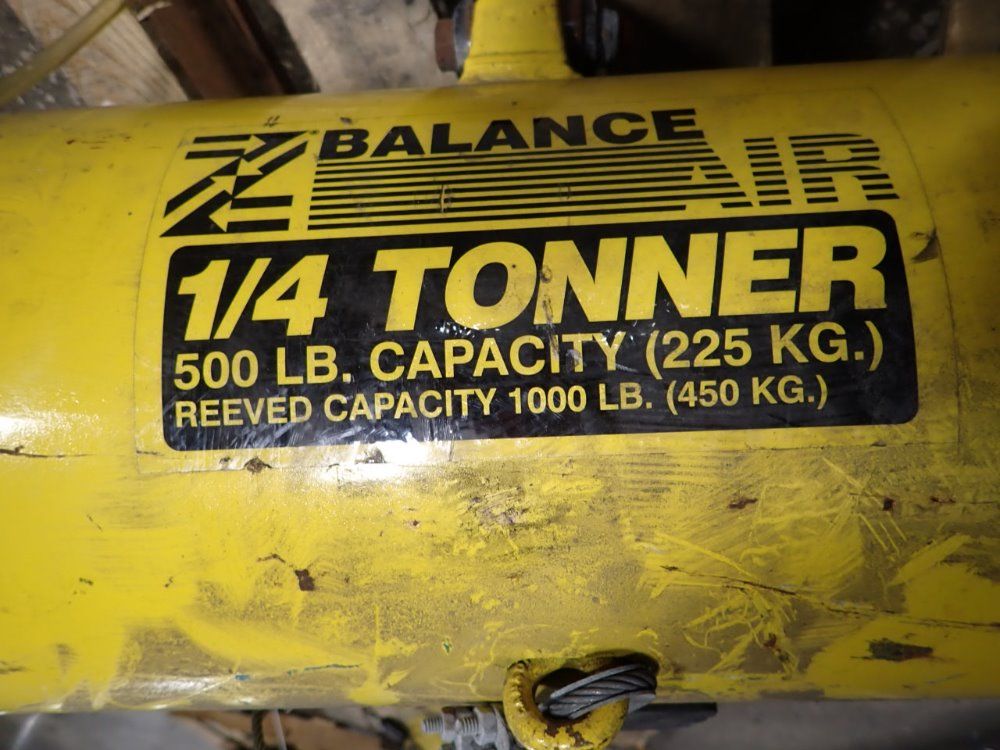 BALANCE
AIR
1/4 TONNER
500 LB. CAPACITY (225 KG.)
REEVED CAPACITY 1000 LB. (450 KG.)